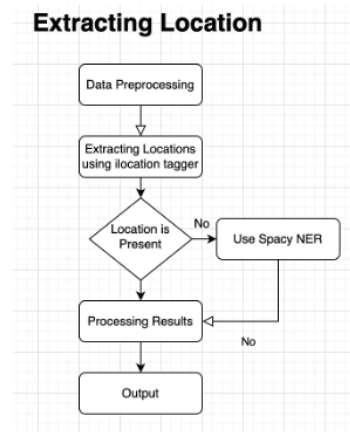 Extracting Location
Data Preprocessing
Extracting Locations
using ilocation tagger
Location is
Present
No
Use Spacy NER
Processing Results
No
Output